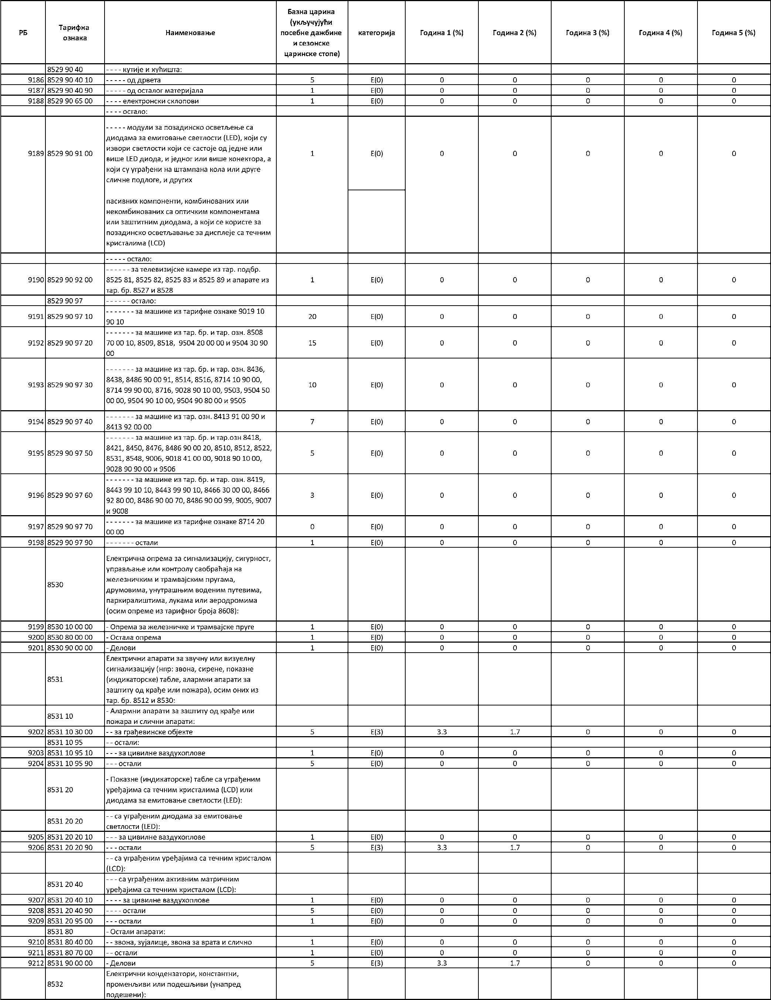 РБ Тарифна ознака Наименовање Базна царина (укључујући посебне дажбине и сезонске царинске стопе) категорија Година 1 (%) Година 2 (%) Година 3 (%) Година 4 (%) Година 5 (%)
8529 90 40 - - - - кутије и кућишта:
9186 8529 90 40 10 - - - - - од дрвета 5 E(0) 0 0 0 0 0
9187 8529 90 40 90 - - - - - од осталог материјала 1 E(0) 0 0 0 0 0
9188 8529 90 65 00 - - - - електронски склопови 1 E(0) 0 0 0 0 0
- - - - остало:
- - - - - модули за позадинско осветљење са
диодама за емитовање светлости (LED), који су
извори светлости који се састоје од једне или
9189 8529 90 91 00 више LED диода, и једног или више конектора, а 1 E(0) 0 0 0 0 0
који су уграђени на штампана кола или друге
сличне подлоге, и других
пасивних компоненти, комбинованих или
некомбинованих са оптичким компонентама
или заштитним диодама, а који се користе за
позадинско осветљавање за дисплеје са течним
кристалима (LCD)
- - - - - остало:
- - - - - - за телевизијске камере из тар. подбр.
9190 8529 90 92 00 8525 81, 8525 82, 8525 83 и 8525 89 и апарате из 1 E(0) 0 0 0 0 0
тар. бр. 8527 и 8528
8529 90 97 - - - - - - остало:
9191 8529 90 97 10 - - - - - - - за машине из тарифне ознаке 9019 10 20 E(0) 0 0 0 0 0
90 10
- - - - - - - за машине из тар. бр. и тар. озн. 8508
9192 8529 90 97 20 70 00 10, 8509, 8518,  9504 20 00 00 и 9504 30 90 15 E(0) 0 0 0 0 0
00
- - - - - - - за машине из тар. бр. и тар. озн. 8436,
8438, 8486 90 00 91, 8514, 8516, 8714 10 90 00,
9193 8529 90 97 30 8714 99 90 00, 8716, 9028 90 10 00, 9503, 9504 50 10 E(0) 0 0 0 0 0
00 00, 9504 90 10 00, 9504 90 80 00 и 9505
9194 8529 90 97 40 - - - - - - - за машине из тар. озн. 8413 91 00 90 и 7 E(0) 0 0 0 0 0
8413 92 00 00
- - - - - - - за машине из тар. бр. и тар.озн 8418,
8421, 8450, 8476, 8486 90 00 20, 8510, 8512, 8522,
9195 8529 90 97 50 8531, 8548, 9006, 9018 41 00 00, 9018 90 10 00, 5 E(0) 0 0 0 0 0
9028 90 90 00 и 9506
- - - - - - - за машине из тар. бр. и тар. озн. 8419,
8443 99 10 10, 8443 99 90 10, 8466 30 00 00, 8466
9196 8529 90 97 60 92 80 00, 8486 90 00 70, 8486 90 00 99, 9005, 9007 3 E(0) 0 0 0 0 0
и 9008
9197 8529 90 97 70 - - - - - - - за машине из тарифне ознаке 8714 20 0 E(0) 0 0 0 0 0
00 00
9198 8529 90 97 90 - - - - - - - остали 1 E(0) 0 0 0 0 0
Електрична опрема за сигнализацију, сигурност,
управљање или контролу саобраћаја на
железничким и трамвајским пругама,
8530 друмовима, унутрашњим воденим путевима,
паркиралиштима, лукама или аеродромима
(осим опреме из тарифног броја 8608):
9199 8530 10 00 00 - Опрема за железничке и трамвајске пруге 1 E(0) 0 0 0 0 0
9200 8530 80 00 00 - Остала опрема 1 E(0) 0 0 0 0 0
9201 8530 90 00 00 - Делови 1 E(0) 0 0 0 0 0
Електрични апарати за звучну или визуелну
сигнализацију (нпр: звона, сирене, показне
8531 (индикаторске) табле, алармни апарати за
заштиту од крађе или пожара), осим оних из
тар. бр. 8512 и 8530:
8531 10 - Алармни апарати за заштиту од крађе или
пожара и слични апарати:
9202 8531 10 30 00 - - за грађевинске објекте 5 E(3) 3.3 1.7 0 0 0
8531 10 95 - - остали:
9203 8531 10 95 10 - - - за цивилне ваздухоплове 1 E(0) 0 0 0 0 0
9204 8531 10 95 90 - - - остали 5 E(0) 0 0 0 0 0
- Показне (индикаторске) табле са уграђеним
8531 20 уређајима са течним кристалима (LCD) или
диодама за емитовање светлости (LED):
8531 20 20 - - са уграђеним диодама за емитовање
светлости (LED):
9205 8531 20 20 10 - - - за цивилне ваздухоплове 1 E(0) 0 0 0 0 0
9206 8531 20 20 90 - - - остали 5 E(3) 3.3 1.7 0 0 0
- - са уграђеним уређајима са течним кристалом
(LCD):
8531 20 40 - - - са уграђеним активним матричним
уређајима са течним кристалом (LCD):
9207 8531 20 40 10 - - - - за цивилне ваздухоплове 1 E(0) 0 0 0 0 0
9208 8531 20 40 90 - - - - остали 5 E(0) 0 0 0 0 0
9209 8531 20 95 00 - - - остали 1 E(0) 0 0 0 0 0
8531 80 - Остали апарати:
9210 8531 80 40 00 - - звона, зујалице, звона за врата и слично 1 E(0) 0 0 0 0 0
9211 8531 80 70 00 - - остали 1 E(0) 0 0 0 0 0
9212 8531 90 00 00 - Делови 5 E(3) 3.3 1.7 0 0 0
Електрични кондензатори, константни,
8532 променљиви или подешљиви (унапред
подешени):